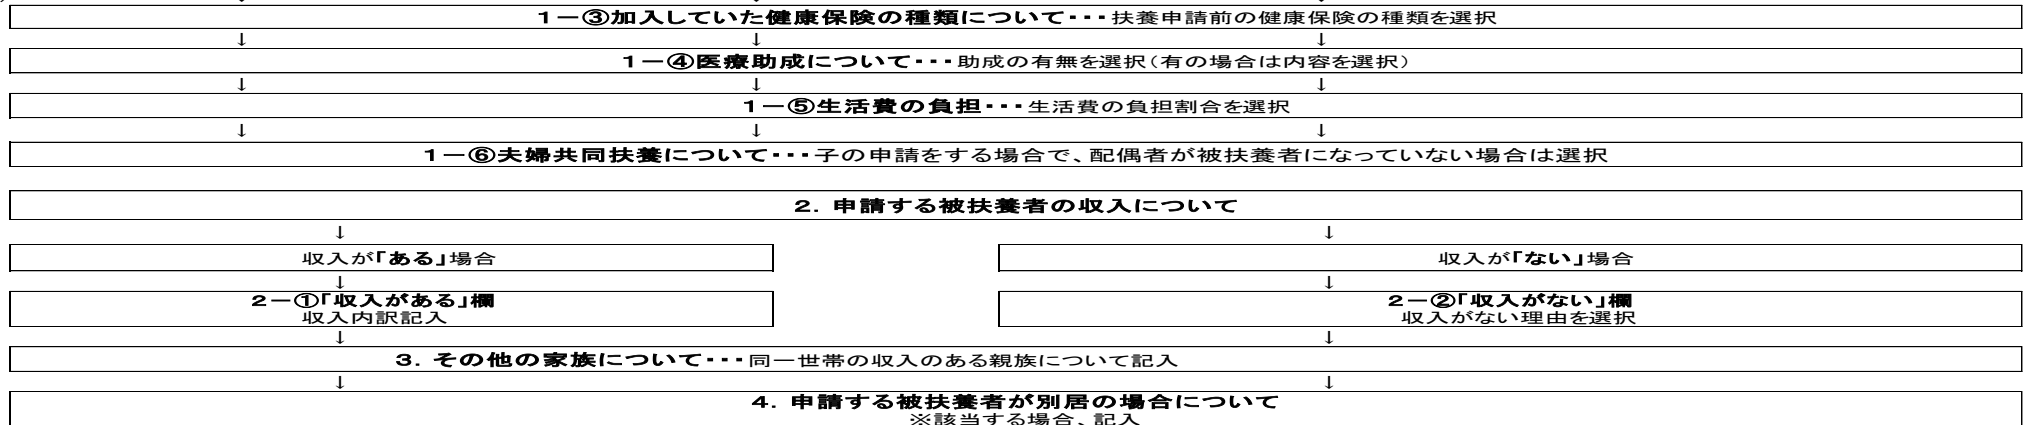 1－③加入していた健康保険の種類について・・・扶養申請前の健康保険の種類を選択
↓ ↓ ↓
1－④医療助成について・・・助成の有無を選択（有の場合は内容を選択）
↓ ↓ ↓
1－⑤生活費の負担・・・生活費の負担割合を選択
↓ ↓ ↓
1－⑥夫婦共同扶養について・・・子の申請をする場合で、配偶者が被扶養者になっていない場合は選択
2．申請する被扶養者の収入について
↓ ↓
収入が「ある」場合 収入が「ない」場合
↓ ↓
2－①「収入がある」欄 2－②「収入がない」欄
収入内訳記入 収入がない理由を選択
↓ ↓
3．その他の家族について・・・同一世帯の収入のある親族について記入
↓ ↓
4．申請する被扶養者が別居の場合について
※該当する場合、記入